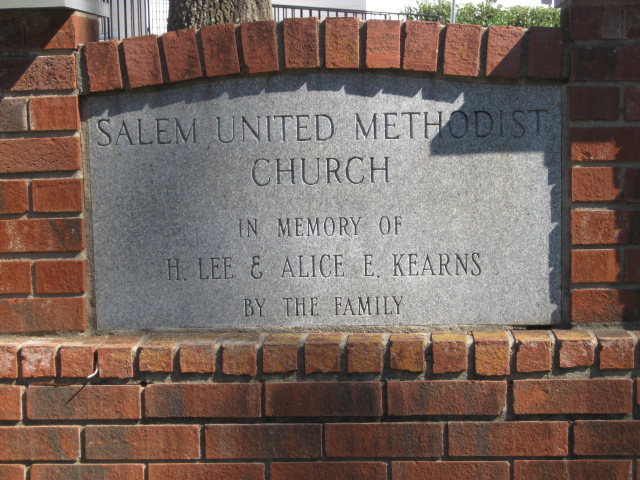 SALEM UNITED METHODIST
CHURCH
IN MEMORY OF
H. LEE & ALICE E. KEARNS
BY THE FAMILY